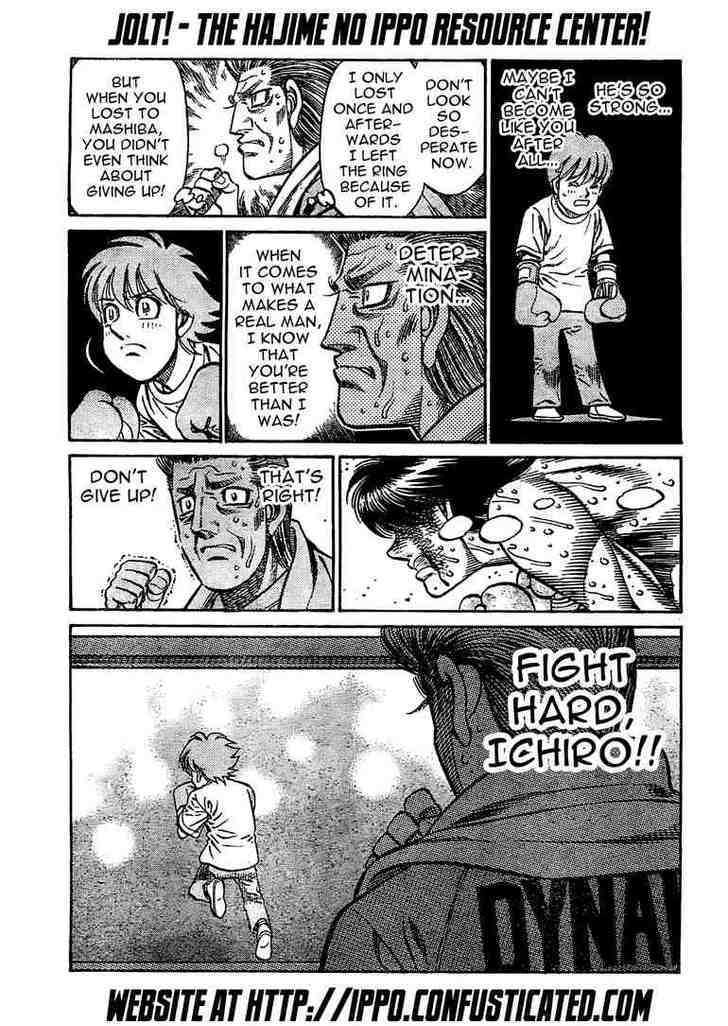 JOLT! - THE HAJIME NO IPPO RESOURCE CENTER!
HE'S SO
STRONG...
MAYBE I
CAN'T
BECOME
LIKE YOU
AFTER
ALL...
DON'T
LOOK
SO
DES-
PERATE
NOW.
I ONLY
LOST
ONCE AND
AFTER-
WARDS I
LEFT
THE RING
BECAUSE
OF IT.
BUT
WHEN YOU
LOST TO
MASHIBA,
YOU DIDN'T
EVEN THINK
ABOUT
GIVING UP!
DETER-
MINA-
TION...
WHEN
IT COMES
TO WHAT
MAKES A
REAL MAN,
I KNOW
THAT
YOU'RE
BETTER
THAN I
WAS!
THAT'S
RIGHT!
DON'T
GIVE UP!
FIGHT
HARD,
ICHIRO!!
DYNAM
WEBSITE AT HTTP://IPPO.CONFUSTICATED.COM